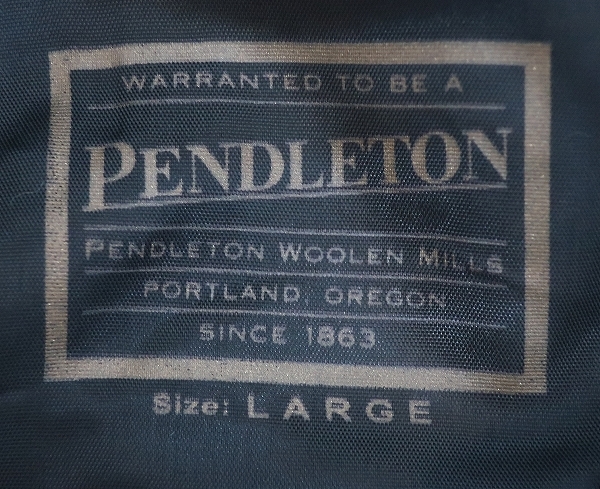 WARRANTED TO BE A
PENDLETON
PENDLETON WOOLEN MILLS
PORTLAND, OREGON
SINCE 1863
Size: LARGE